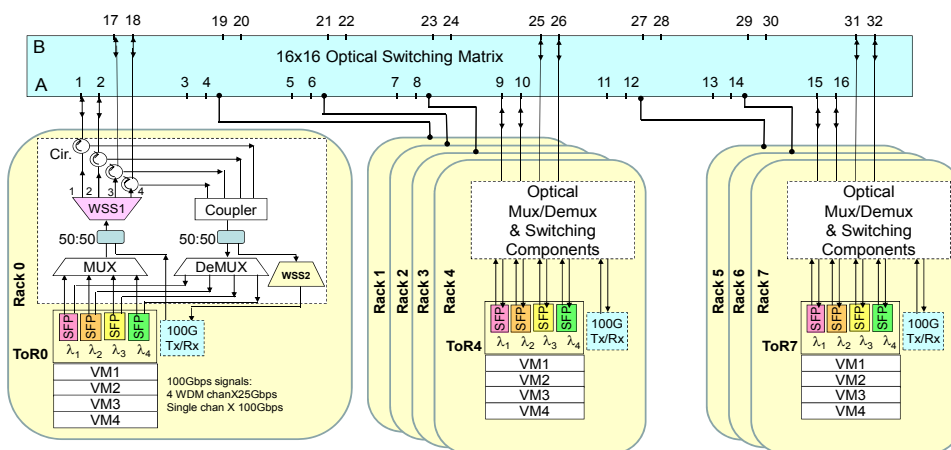 17 18 19 20 21 22 23 24 25 26 27 28 29 30 31 32
B
16x16 Optical Switching Matrix
A
1 2 3 4 5 6 7 8 9 10 11 12 13 14 15 16
Cir.
1 2 3 4
WSS1
Coupler
50:50
50:50
MUX
DeMUX
WSS2
Rack 0
SFP SFP SFP SFP
100G
Tx/Rx
ToR0
λ1 λ2 λ3 λ4
VM1
VM2
VM3
VM4
100Gbps signals:
4 WDM chanX25Gbps
Single chan X 100Gbps
Rack 1
Rack 2
Rack 3
Rack 4
Optical
Mux/Demux
& Switching
Components
SFP SFP SFP SFP
100G
Tx/Rx
ToR4
λ1 λ2 λ3 λ4
VM1
VM2
VM3
VM4
Rack 5
Rack 6
Rack 7
Optical
Mux/Demux
& Switching
Components
SFP SFP SFP SFP
100G
Tx/Rx
ToR7
λ1 λ2 λ3 λ4
VM1
VM2
VM3
VM4